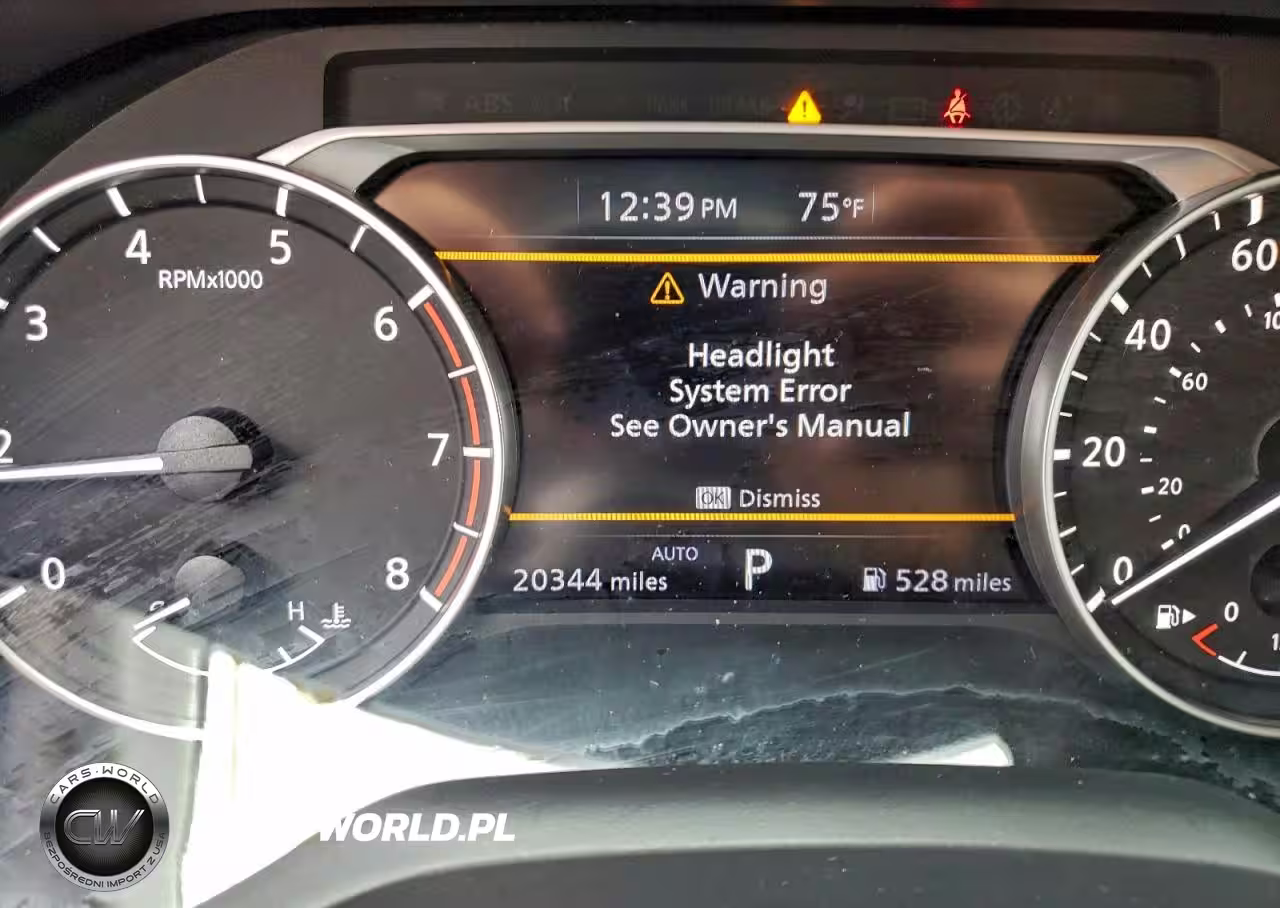 ABS
12:39 PM 75°F
Warning
Headlight
System Error
See Owner's Manual
OK Dismiss
AUTO P
20344 miles 528 miles
RPMx1000
0 2 3 4 5 6 7 8
H
0 20 40 60
0 20 60
0
CARS-WORLD
CW
BEZPOŚREDNI IMPORT Z USA
WORLD.PL